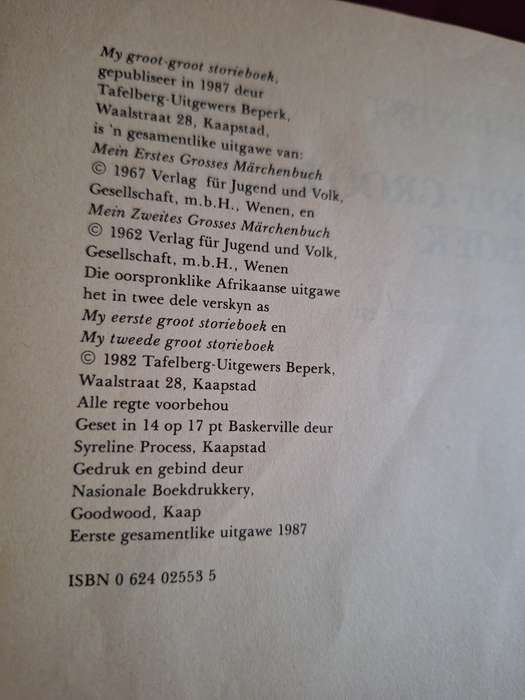 My groot-groot storieboek,
gepubliseer in 1987 deur
Tafelberg-Uitgewers Beperk,
Waalstraat 28, Kaapstad,
is 'n gesamentlike uitgawe van:
Mein Erstes Grosses Märchenbuch
© 1967 Verlag für Jugend und Volk,
Gesellschaft, m.b.H., Wenen, en
Mein Zweites Grosses Märchenbuch
© 1962 Verlag für Jugend und Volk,
Gesellschaft, m.b.H., Wenen
Die oorspronklike Afrikaanse uitgawe
het in twee dele verskyn as
My eerste groot storieboek en
My tweede groot storieboek
© 1982 Tafelberg-Uitgewers Beperk,
Waalstraat 28, Kaapstad
Alle regte voorbehou
Geset in 14 op 17 pt Baskerville deur
Syreline Process, Kaapstad
Gedruk en gebind deur
Nasionale Boekdrukkery,
Goodwood, Kaap
Eerste gesamentlike uitgawe 1987
ISBN 0 624 02553 5